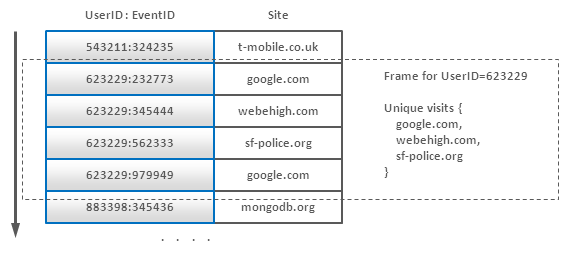 UserID : EventID Site
543211:324235 t-mobile.co.uk
623229:232773 google.com
623229:345444 webehigh.com
623229:562333 sf-police.org
623229:979949 google.com
883398:345436 mongodb.org
. . . .
Frame for UserID=623229
Unique visits {
google.com,
webehigh.com,
sf-police.org
}